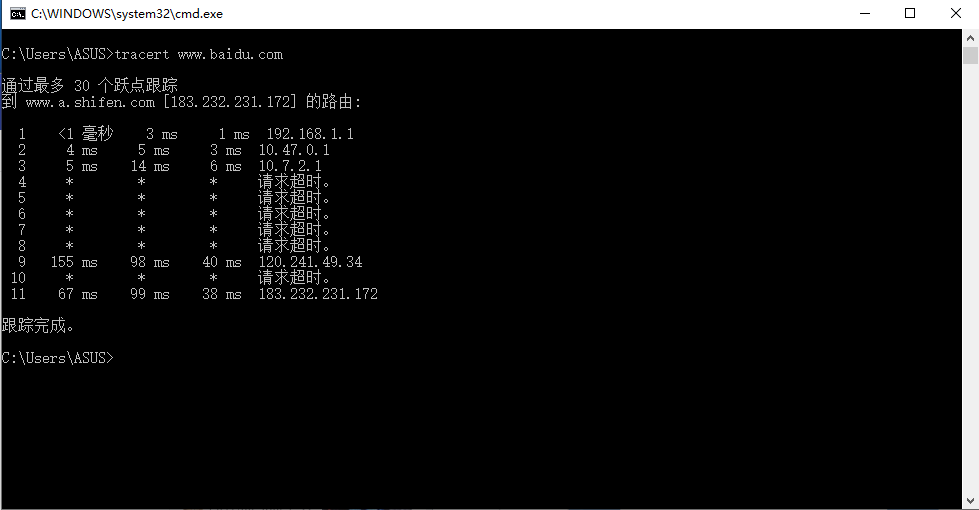 C:\WINDOWS\system32\cmd.exe
C:\Users\ASUS>tracert www.baidu.com
通过最多 30 个跃点跟踪
到 www.a.shifen.com [183.232.231.172] 的路由:
1 <1 毫秒 3 ms 1 ms 192.168.1.1
2 4 ms 5 ms 3 ms 10.47.0.1
3 5 ms 14 ms 6 ms 10.7.2.1
4 * * * 请求超时。
5 * * * 请求超时。
6 * * * 请求超时。
7 * * * 请求超时。
8 * * * 请求超时。
9 155 ms 98 ms 40 ms 120.241.49.34
10 * * * 请求超时。
11 67 ms 99 ms 38 ms 183.232.231.172
跟踪完成。
C:\Users\ASUS>